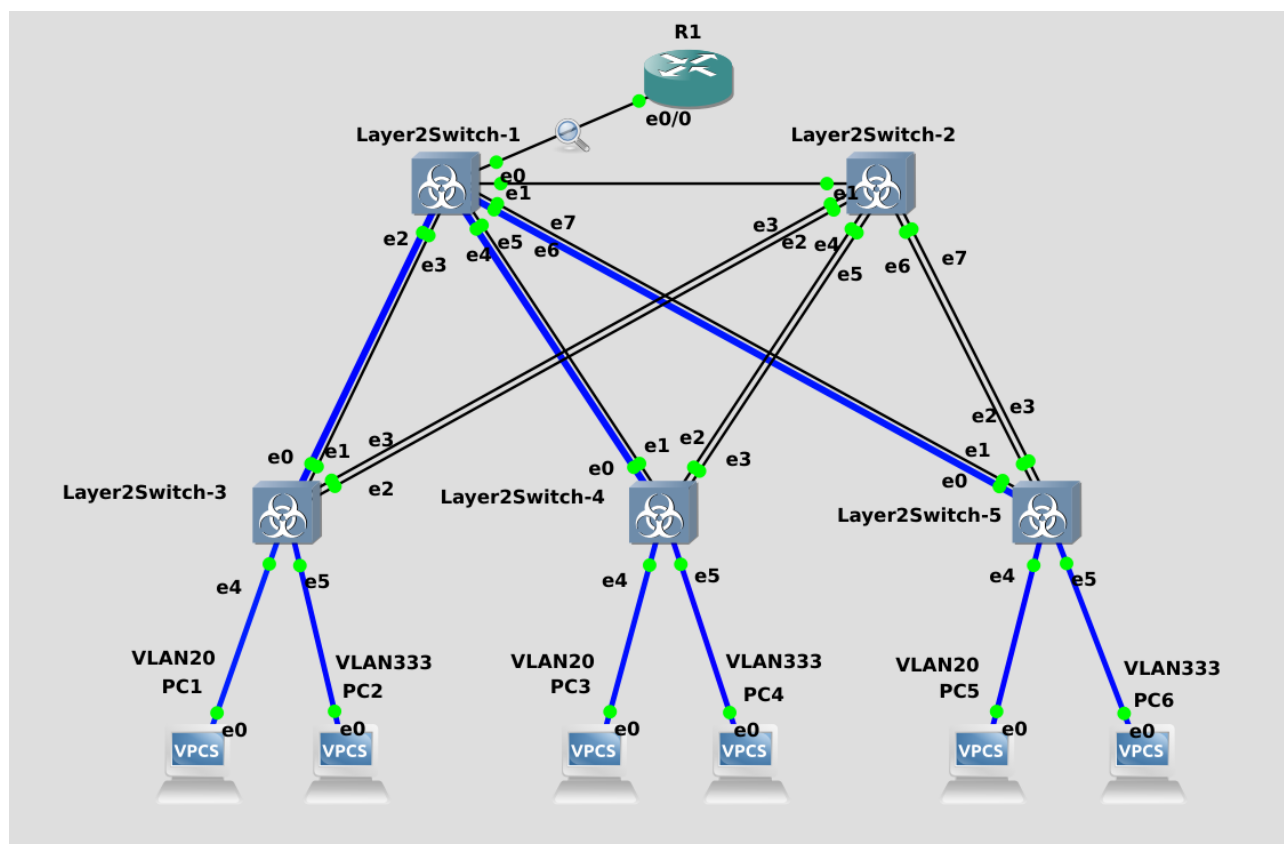 R1
e0/0
Layer2Switch-1
Layer2Switch-2
e0
e1
e1
e7
e6
e5
e4
e2
e3
e3
e2
e4
e5
e6
e7
e0
e1
e3
e2
e0
e1
e2
e3
e2
e3
e1
e0
Layer2Switch-3
Layer2Switch-4
Layer2Switch-5
e4
e5
e4
e5
e4
e5
VLAN20
PC1
VLAN333
PC2
VLAN20
PC3
VLAN333
PC4
VLAN20
PC5
VLAN333
PC6
e0
e0
e0
e0
e0
e0
VPCS
VPCS
VPCS
VPCS
VPCS
VPCS